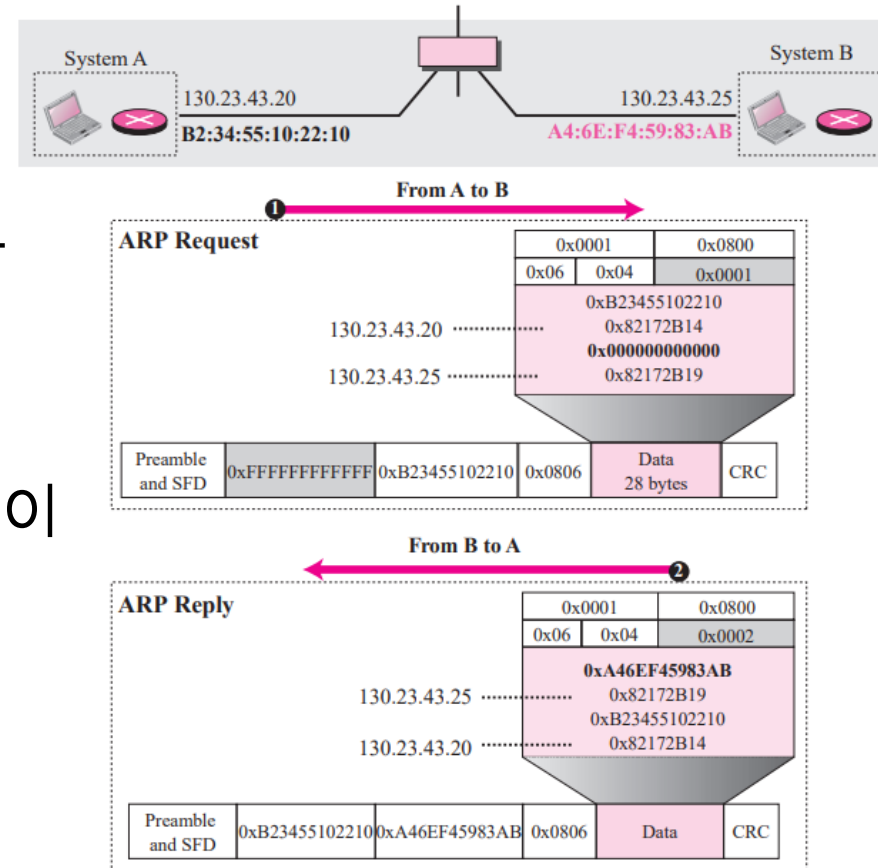 System A
System B
130.23.43.20
130.23.43.25
B2:34:55:10:22:10
A4:6E:F4:59:83:AB
From A to B
1
ARP Request
0x0001 0x0800
0x06 0x04 0x0001
0xB23455102210
130.23.43.20 0x82172B14
0x000000000000
130.23.43.25 0x82172B19
Preamble and SFD 0xFFFFFFFFFFFF 0xB23455102210 0x0806 Data 28 bytes CRC
이
From B to A
2
ARP Reply
0x0001 0x0800
0x06 0x04 0x0002
0xA46EF45983AB
130.23.43.25 0x82172B19
0xB23455102210
130.23.43.20 0x82172B14
Preamble and SFD 0xB23455102210 0xA46EF45983AB 0x0806 Data CRC